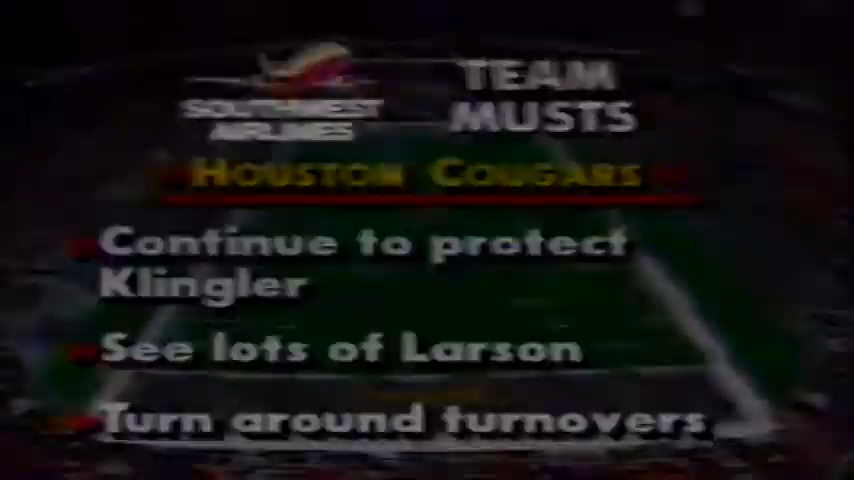 SOUTHWEST
AIRLINES
TEAM
MUSTS
HOUSTON COUGARS
Continue to protect
Klingler
See lots of Larson
Turn around turnovers